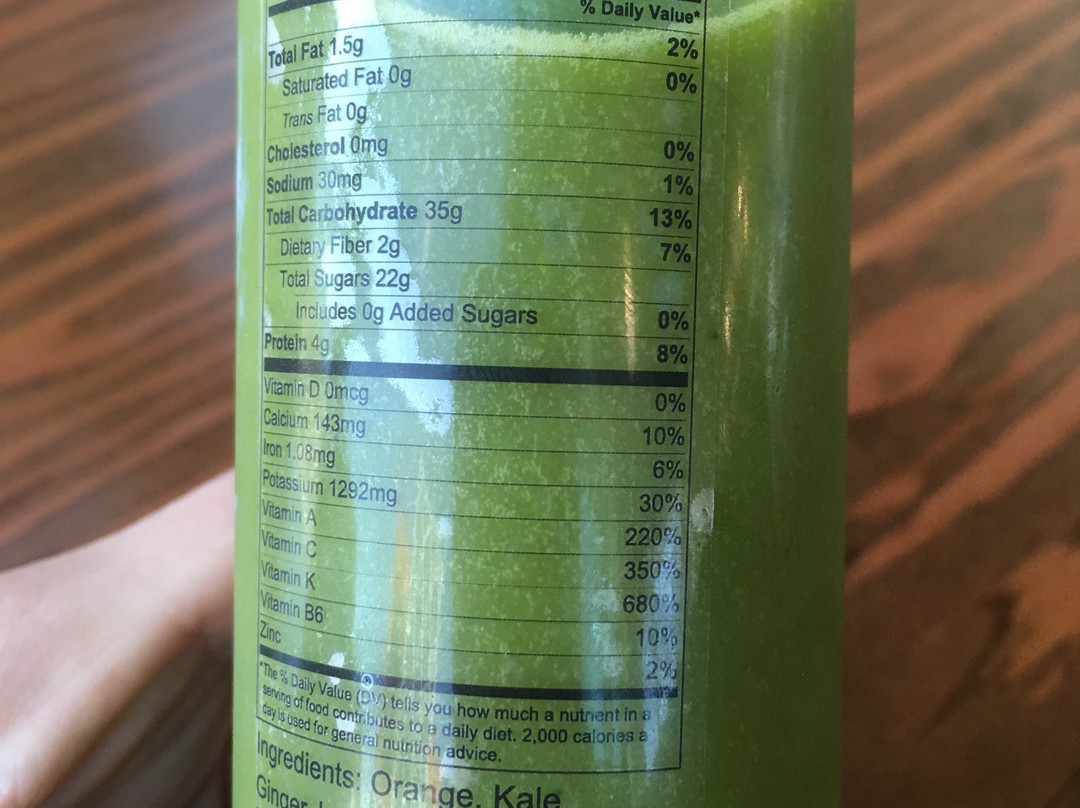 % Daily Value*
Total Fat 1.5g 2%
Saturated Fat 0g 0%
Trans Fat 0g
Cholesterol 0mg 0%
Sodium 30mg 1%
Total Carbohydrate 35g 13%
Dietary Fiber 2g 7%
Total Sugars 22g
Includes 0g Added Sugars 0%
Protein 4g 8%
Vitamin D 0mcg 0%
Calcium 143mg 10%
Iron 1.08mg 6%
Potassium 1292mg 30%
Vitamin A 220%
Vitamin C 350%
Vitamin K 680%
Vitamin B6 10%
Zinc 2%
*The % Daily Value (DV) tells you how much a nutrient in a
serving of food contributes to a daily diet. 2,000 calories a
day is used for general nutrition advice.
Ingredients: Orange, Kale
Ginger